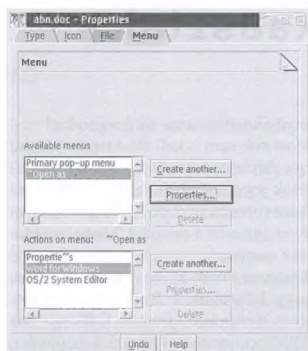 abn.doc - Properties
Type Icon File Menu
Menu
Available menus
Primary pop-up menu
~Open as
Create another...
Properties...
Delete
Actions on menu: ~Open as
Propertie~s
Word for Windows
OS/2 System Editor
Create another...
Properties...
Delete
Undo Help